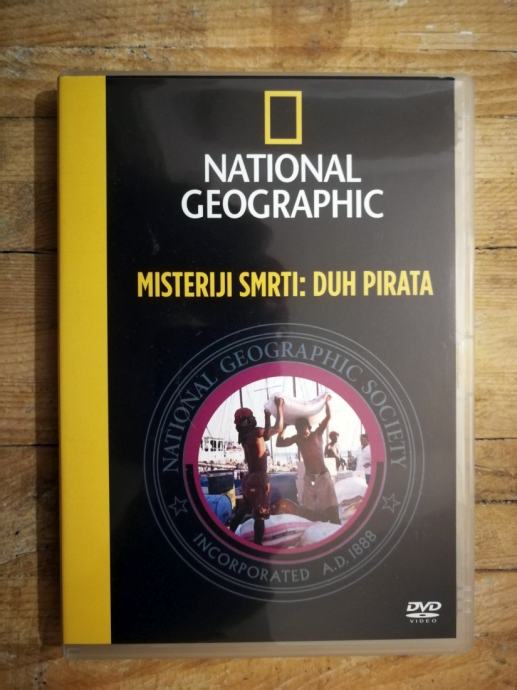 NATIONAL
GEOGRAPHIC
MISTERIJI SMRTI: DUH PIRATA
NATIONAL GEOGRAPHIC SOCIETY
INCORPORATED A.D. 1888
DVD
VIDEO